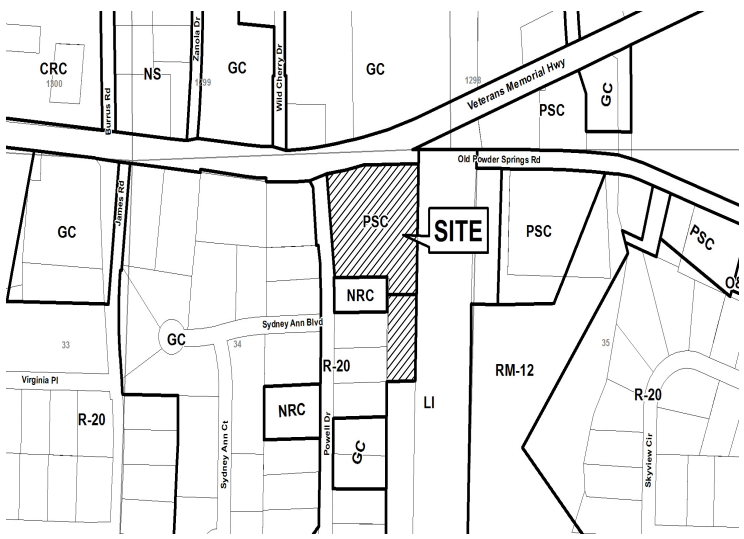 CRC
1300
Burrus Rd
NS
Zanola Dr
1299
GC
Wild Cherry Dr
GC
1298
Veterans Memorial Hwy
PSC
GC
Old Powder Springs Rd
GC
James Rd
PSC
SITE
PSC
PSC
NRC
Sydney Ann Blvd
GC
33
34
35
R-20
Virginia Pl
R-20
NRC
Sydney Ann Ct
Powell Dr
GC
LI
RM-12
R-20
Skyview Cir